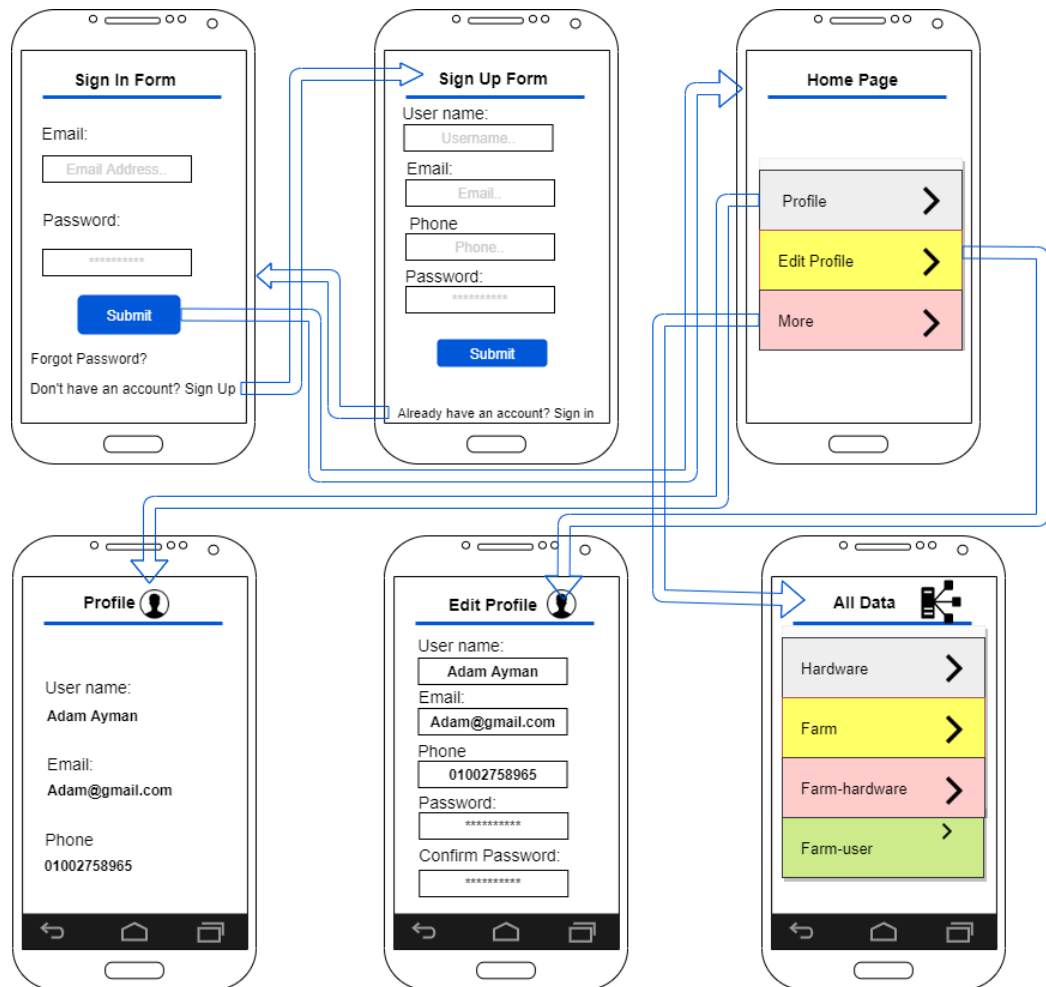 Sign In Form
Email:
Email Address..
Password:
**********
Submit
Forgot Password?
Don't have an account? Sign Up
Sign Up Form
User name:
Username..
Email:
Email..
Phone
Phone..
Password:
**********
Submit
Already have an account? Sign in
Home Page
Profile
Edit Profile
More
Profile
User name:
Adam Ayman
Email:
Adam@gmail.com
Phone
01002758965
Edit Profile
User name:
Adam Ayman
Email:
Adam@gmail.com
Phone
01002758965
Password:
**********
Confirm Password:
**********
All Data
Hardware
Farm
Farm-hardware
Farm-user